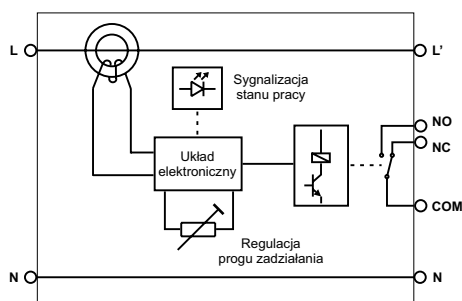 L
L'
Sygnalizacja
stanu pracy
NO
NC
Układ
elektroniczny
COM
Regulacja
progu zadziałania
N
N